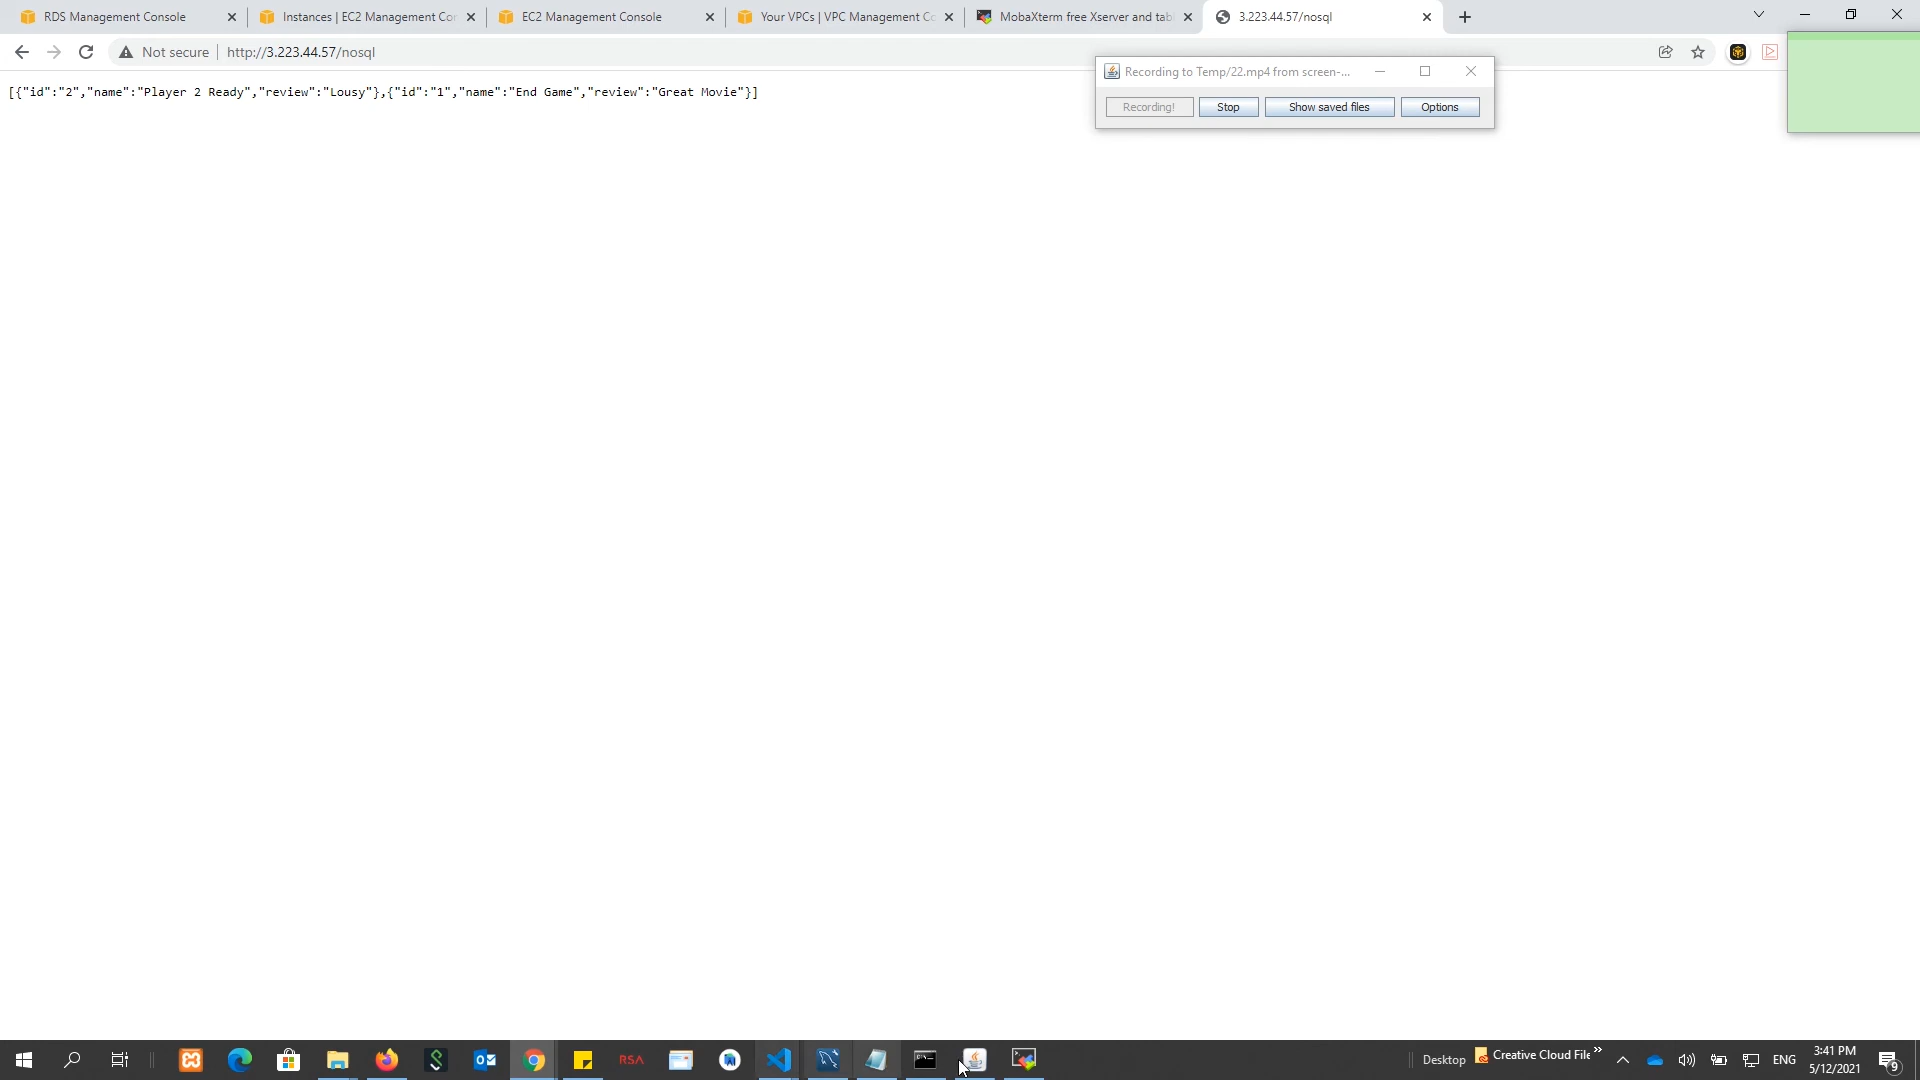 RDS Management Console
Instances | EC2 Management Cor
EC2 Management Console
Your VPCs | VPC Management Co
MobaXterm free Xserver and tab
3.223.44.57/nosql
Not secure
http://3.223.44.57/nosql
Recording to Temp/22.mp4 from screen-...
[{"id":"2","name":"Player 2 Ready","review":"Lousy"},{"id":"1","name":"End Game","review":"Great Movie"}]
Recording!
Stop
Show saved files
Options
RSA
Desktop
Creative Cloud File
ENG
3:41 PM
5/12/2021
9